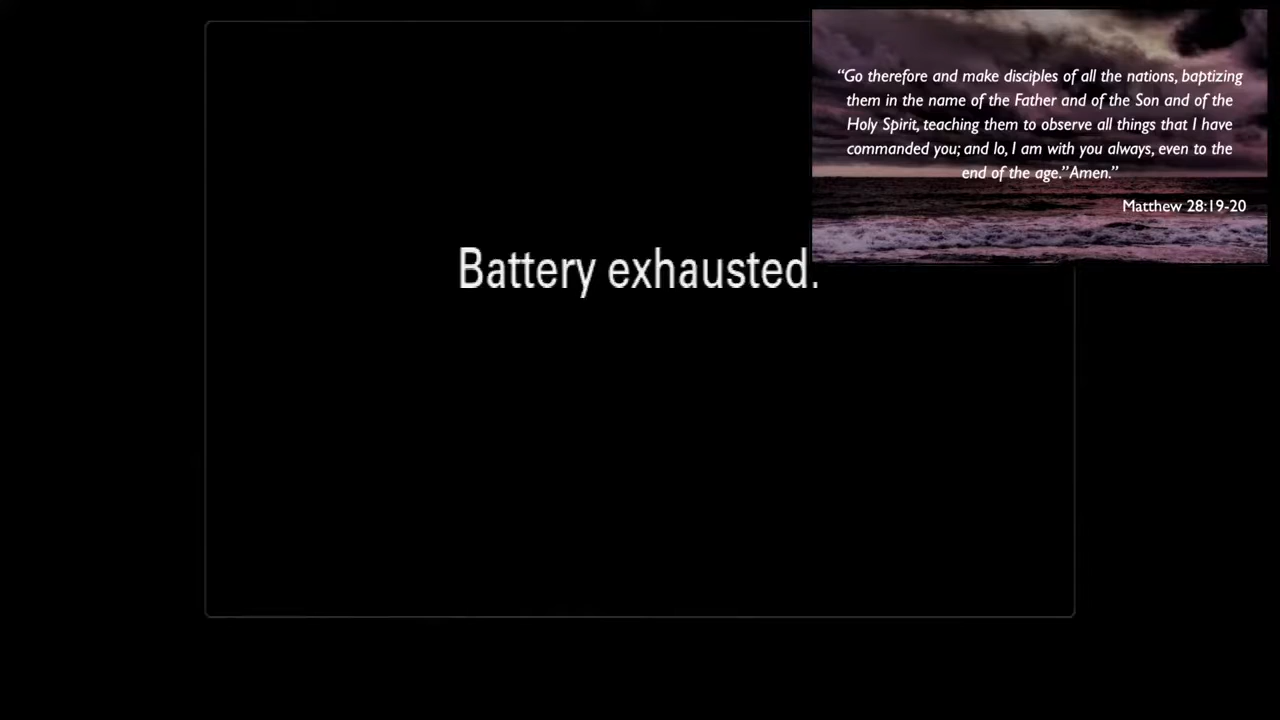 “Go therefore and make disciples of all the nations, baptizing
them in the name of the Father and of the Son and of the
Holy Spirit, teaching them to observe all things that I have
commanded you; and lo, I am with you always, even to the
end of the age.” Amen.”
Matthew 28:19-20
Battery exhausted.